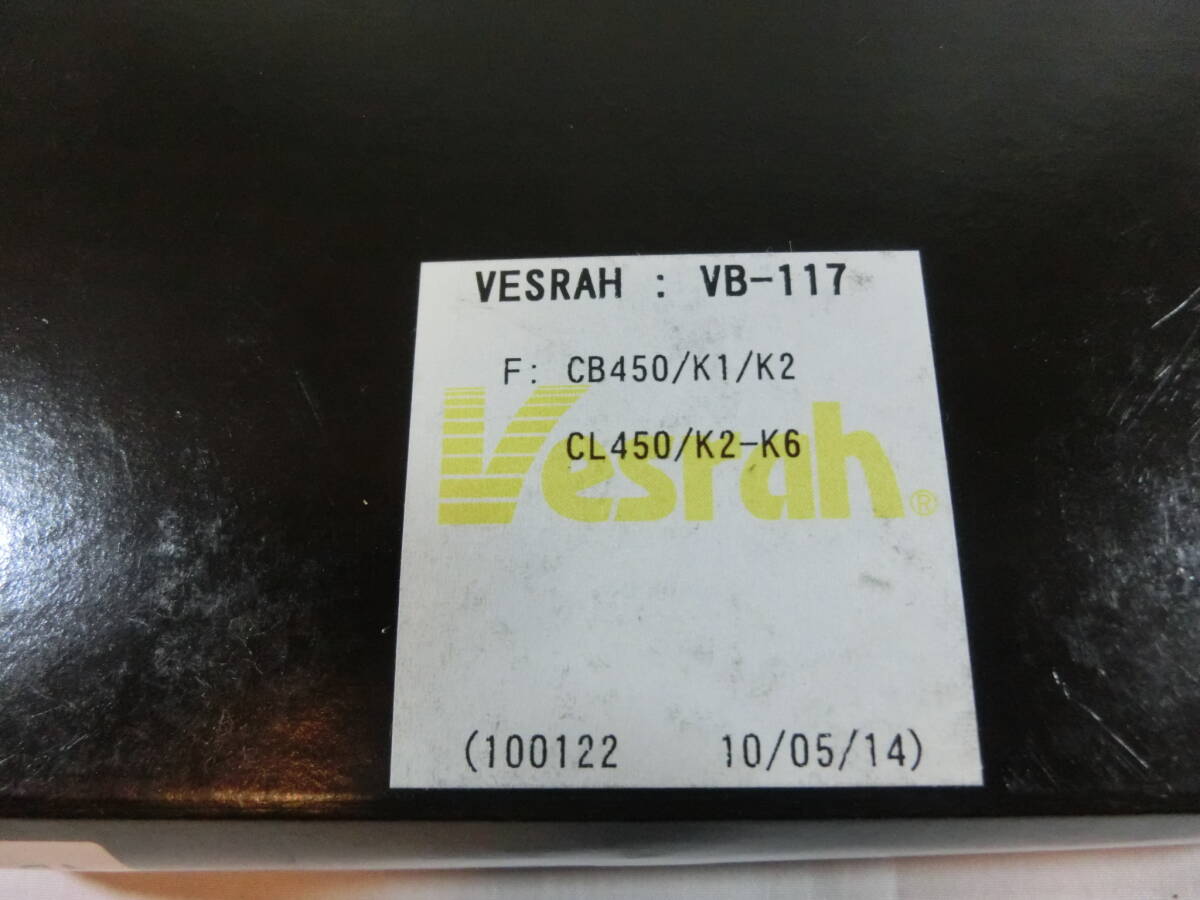 VESRAH : VB-117
F: CB450/K1/K2
CL450/K2-K6
Vesrah®
(100122 10/05/14)